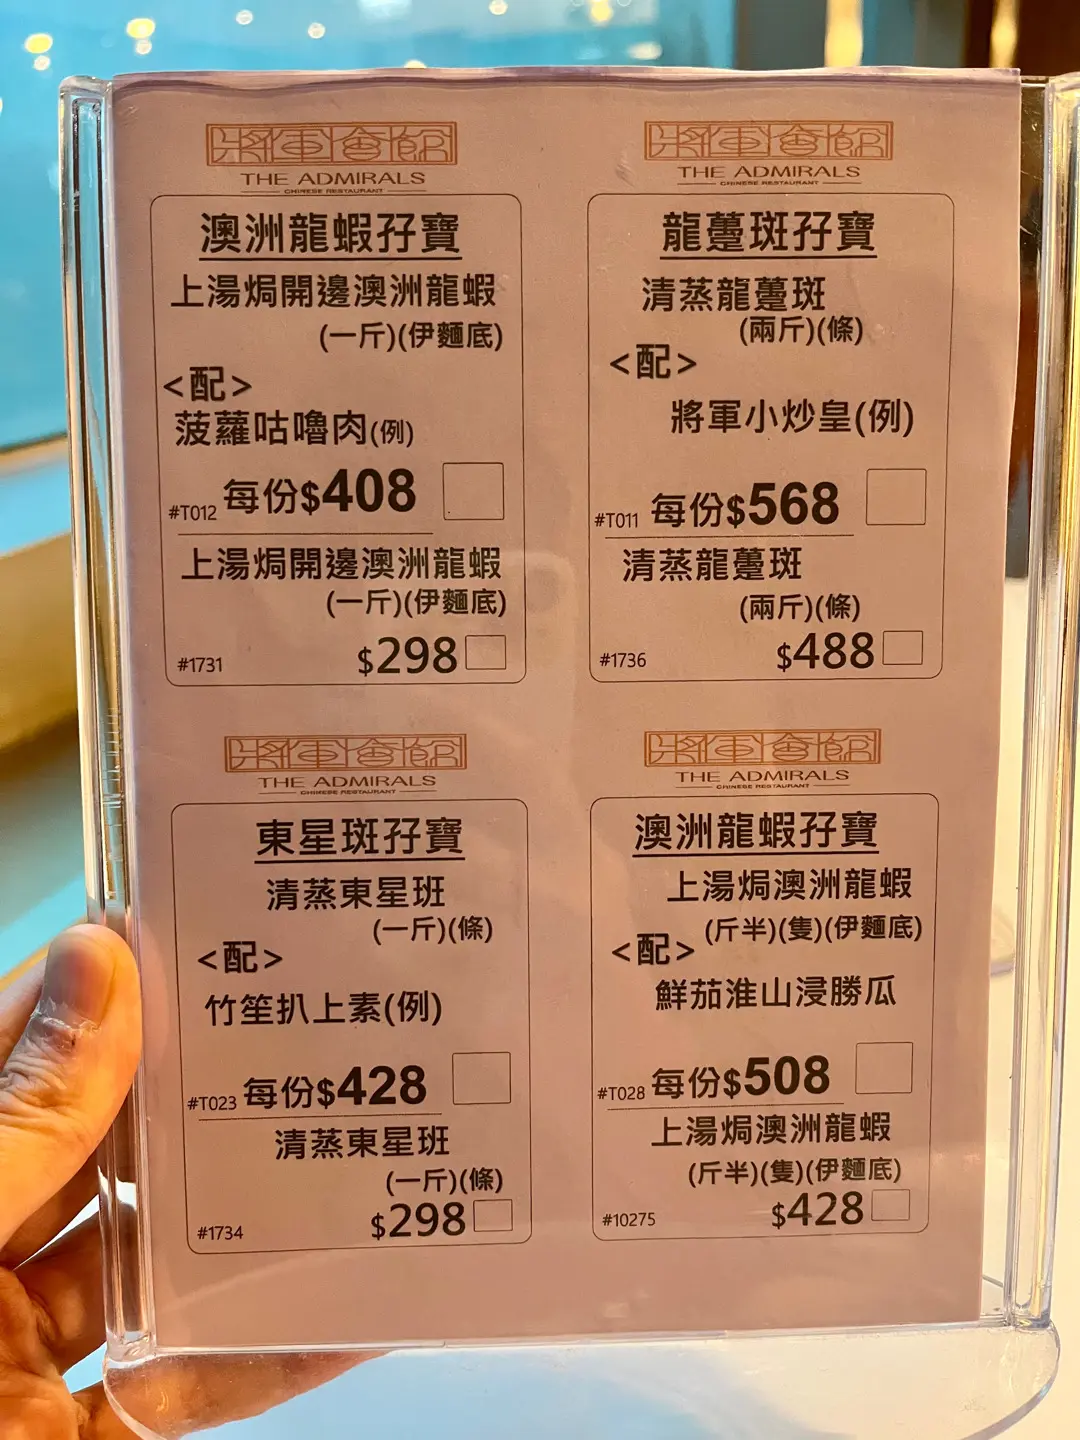 將軍會館
THE ADMIRALS
CHINESE RESTAURANT
澳洲龍蝦孖寶
上湯焗開邊澳洲龍蝦
(一斤)(伊麵底)
<配>
菠蘿咕嚕肉(例)
#T012 每份$408
上湯焗開邊澳洲龍蝦
(一斤)(伊麵底)
#1731 $298
將軍會館
THE ADMIRALS
CHINESE RESTAURANT
龍躉斑孖寶
清蒸龍躉斑
(兩斤)(條)
<配>
將軍小炒皇(例)
#T011 每份$568
清蒸龍躉斑
(兩斤)(條)
#1736 $488
將軍會館
THE ADMIRALS
CHINESE RESTAURANT
東星斑孖寶
清蒸東星班
(一斤)(條)
<配>
竹笙扒上素(例)
#T023 每份$428
清蒸東星班
(一斤)(條)
#1734 $298
將軍會館
THE ADMIRALS
CHINESE RESTAURANT
澳洲龍蝦孖寶
上湯焗澳洲龍蝦
(斤半)(隻)(伊麵底)
<配>
鮮茄淮山浸勝瓜
#T028 每份$508
上湯焗澳洲龍蝦
(斤半)(隻)(伊麵底)
#10275 $428